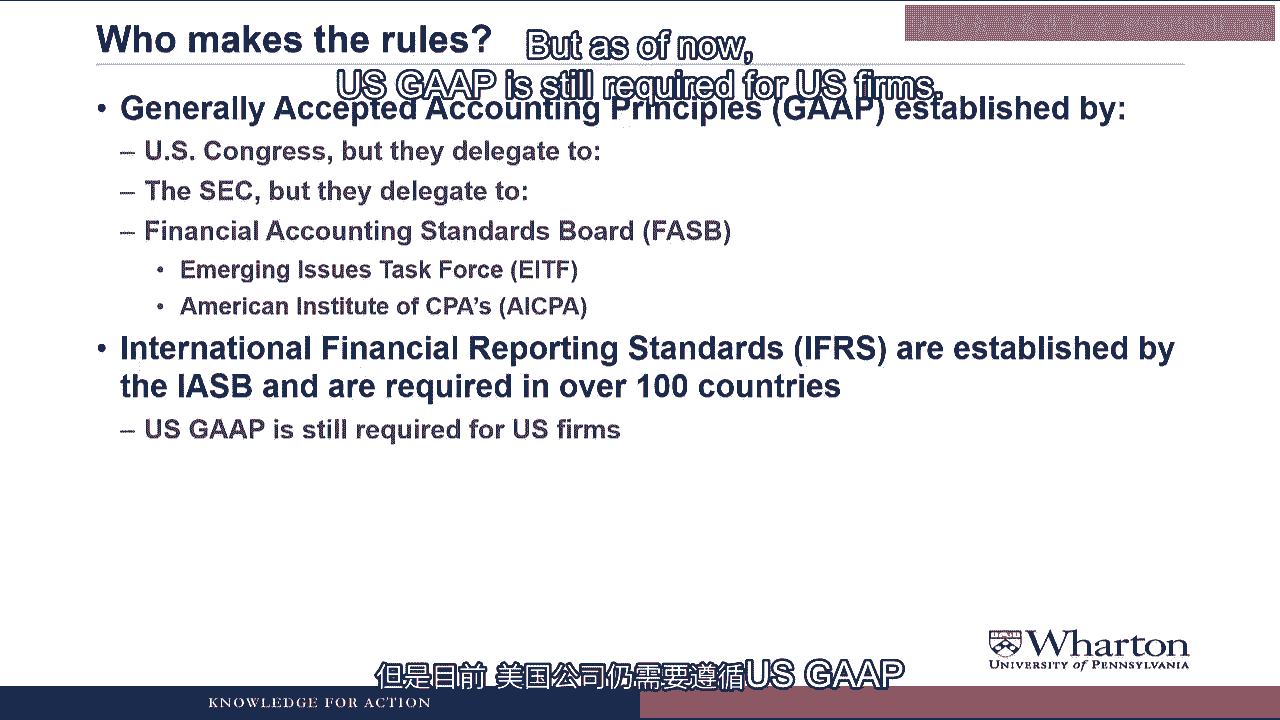 Who makes the rules?
But as of now,
US GAAP is still required for US firms.
• Generally Accepted Accounting Principles (GAAP) established by:
– U.S. Congress, but they delegate to:
– The SEC, but they delegate to:
– Financial Accounting Standards Board (FASB)
• Emerging Issues Task Force (EITF)
• American Institute of CPA's (AICPA)
• International Financial Reporting Standards (IFRS) are established by
the IASB and are required in over 100 countries
– US GAAP is still required for US firms
Wharton
UNIVERSITY of PENNSYLVANIA
但是目前 美国公司仍需要遵循US GAAP
KNOWLEDGE FOR ACTION